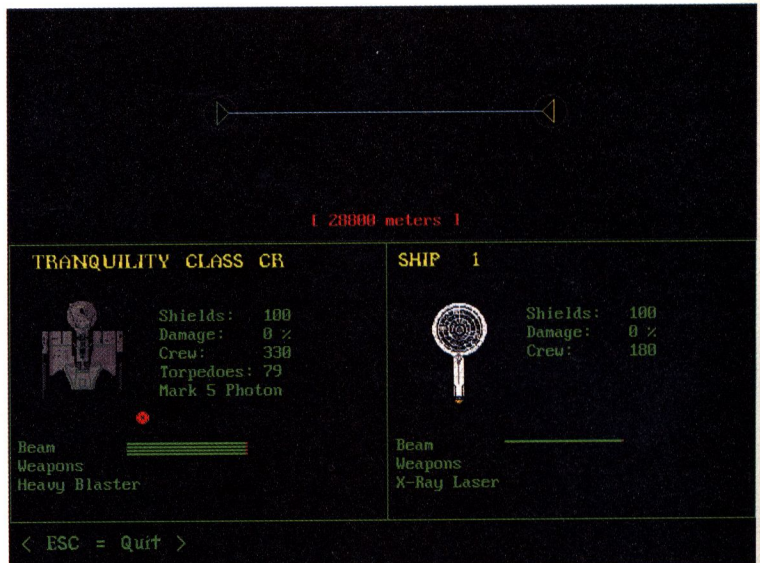 [ 28800 meters ]
TRANQUILITY CLASS CR
Shields: 100
Damage: 0 %
Crew: 330
Torpedoes: 79
Mark 5 Photon
Beam
Weapons
Heavy Blaster
SHIP 1
Shields: 100
Damage: 0 %
Crew: 180
Beam
Weapons
X-Ray Laser
< ESC = Quit >